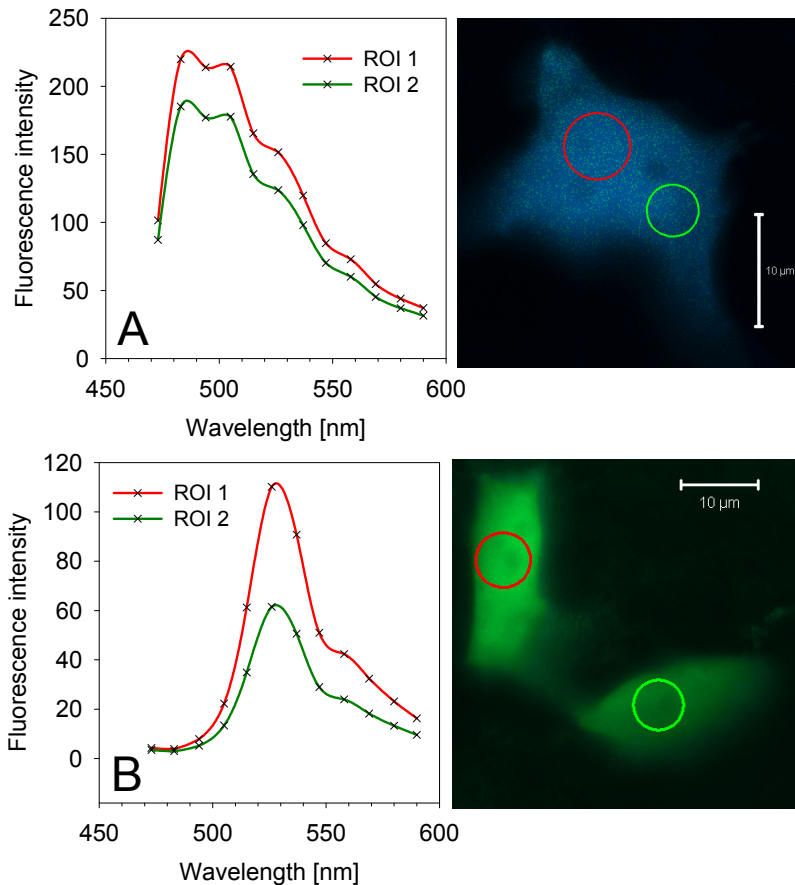 250
200
150
100
50
0
Fluorescence intensity
ROI 1
ROI 2
A
450 500 550 600
Wavelength [nm]
10 µm
120
100
80
60
40
20
0
Fluorescence intensity
ROI 1
ROI 2
B
450 500 550 600
Wavelength [nm]
10 µm